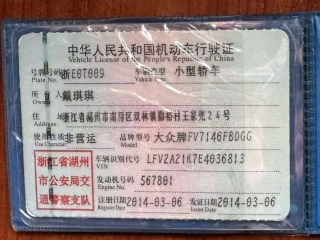 中华人民共和国机动车行驶证
Vehicle License of the People's Republic of China
号牌号码 浙E0T009 车辆类型 小型轿车
Plate No. Vehicle Type
所有人 戴琪琪
Owner
住址 浙江省湖州市南浔区双林镇勤裕村王家兜24号
Address
使用性质 非营运 品牌型号 大众牌FV7146FBDGG
Use Character Model
浙江省湖州 车辆识别代号 LFV2A21K7E4036813
VIN
市公安局交 发动机号码 567801
Engine No.
通警察支队 注册日期 2014-03-06 发证日期 2014-03-06
Register Date Issue Date